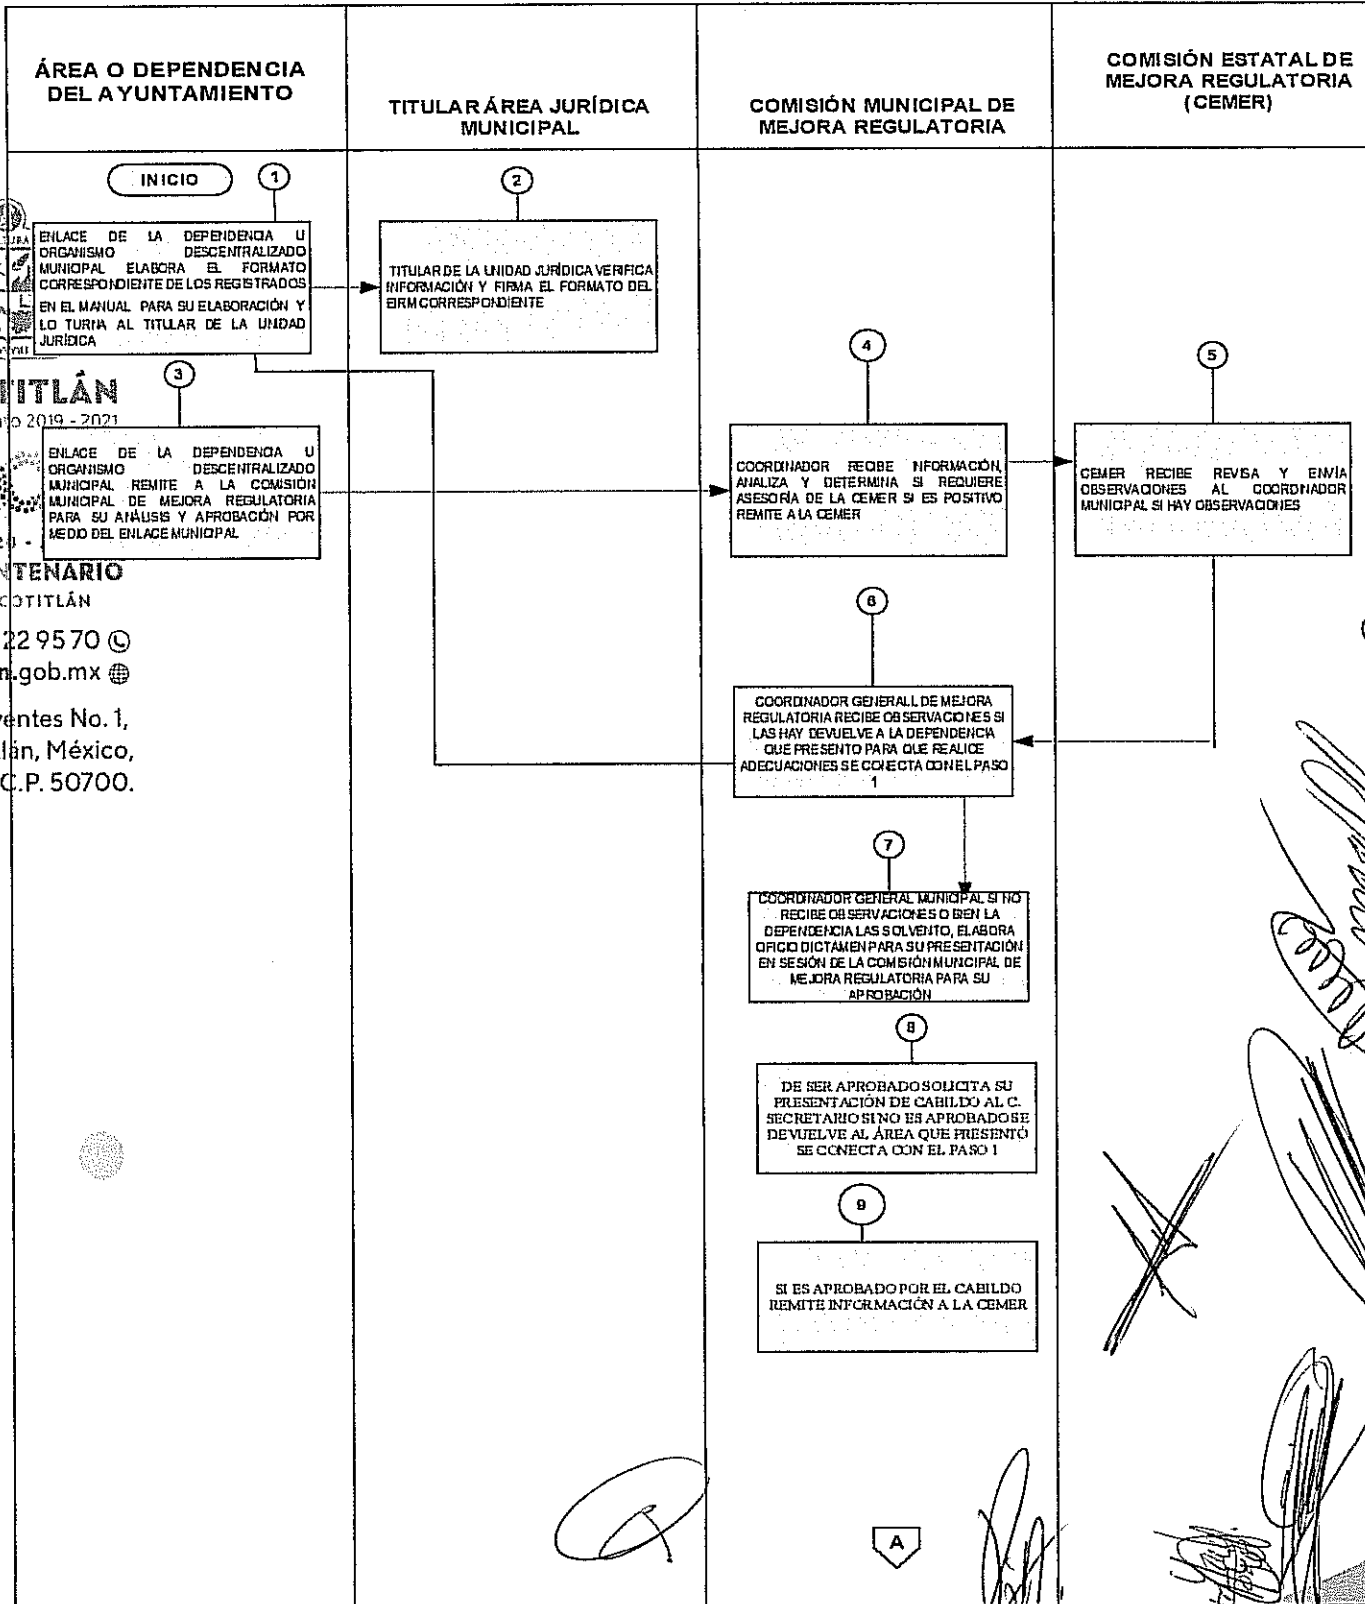 ÁREA O DEPENDENCIA
DEL AYUNTAMIENTO
TITULAR ÁREA JURÍDICA
MUNICIPAL
COMISIÓN MUNICIPAL DE
MEJORA REGULATORIA
COMISIÓN ESTATAL DE
MEJORA REGULATORIA
(CEMER)
INICIO
1
ENLACE DE LA DEPENDENCIA U
ORGANISMO DESCENTRALIZADO
MUNICIPAL ELABORA EL FORMATO
CORRESPONDIENTE DE LOS REGISTRADOS
EN EL MANUAL PARA SU ELABORACIÓN Y
LO TURNA AL TITULAR DE LA UNIDAD
JURÍDICA
2
TITULAR DE LA UNIDAD JURÍDICA VERIFICA
INFORMACIÓN Y FIRMA EL FORMATO DEL
EIRM CORRESPONDIENTE
3
ENLACE DE LA DEPENDENCIA U
ORGANISMO DESCENTRALIZADO
MUNICIPAL REMITE A LA COMISIÓN
MUNICIPAL DE MEJORA REGULATORIA
PARA SU ANÁLISIS Y APROBACIÓN POR
MEDIO DEL ENLACE MUNICIPAL
4
COORDINADOR RECIBE INFORMACIÓN,
ANALIZA Y DETERMINA SI REQUIERE
ASESORÍA DE LA CEMER SI ES POSITIVO
REMITE A LA CEMER
5
CEMER RECIBE REVISA Y ENVÍA
OBSERVACIONES AL COORDINADOR
MUNICIPAL SI HAY OBSERVACIONES
6
COORDINADOR GENERALL DE MEJORA
REGULATORIA RECIBE OBSERVACIONES SI
LAS HAY DEVUELVE A LA DEPENDENCIA
QUE PRESENTO PARA QUE REALICE
ADECUACIONES SE CONECTA CON EL PASO
1
7
COORDINADOR GENERAL MUNICIPAL SI NO
RECIBE OBSERVACIONES O BIEN LA
DEPENDENCIA LAS SOLVENTO, ELABORA
OFICIO DICTÁMEN PARA SU PRESENTACIÓN
EN SESIÓN DE LA COMISIÓN MUNICIPAL DE
MEJORA REGULATORIA PARA SU
APROBACIÓN
8
DE SER APROBADO SOLICITA SU
PRESENTACIÓN DE CABILDO AL C.
SECRETARIO SI NO ES APROBADO SE
DEVUELVE AL ÁREA QUE PRESENTÓ
SE CONECTA CON EL PASO 1
9
SI ES APROBADO POR EL CABILDO
REMITE INFORMACIÓN A LA CEMER
A
TITLÁN
to 2019 - 2021
NTENARIO
COTITLÁN
22 95 70
n.gob.mx
ventes No. 1,
lán, México,
C.P. 50700.